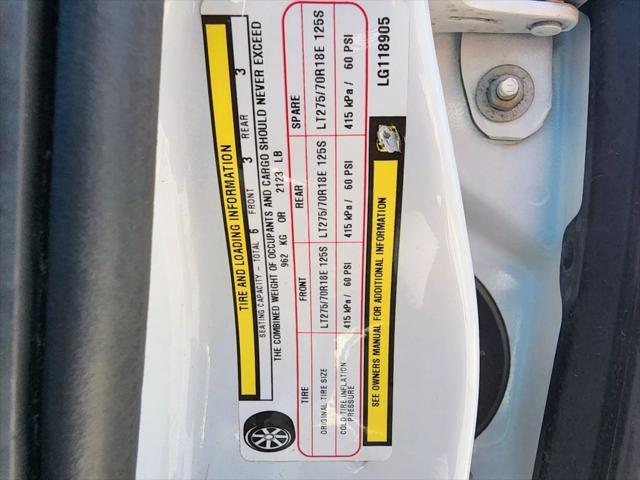 TIRE AND LOADING INFORMATION
SEATING CAPACITY - TOTAL 6 FRONT 3 REAR 3
THE COMBINED WEIGHT OF OCCUPANTS AND CARGO SHOULD NEVER EXCEED
962 KG OR 2123 LB
TIRE FRONT REAR SPARE
ORIGINAL TIRE SIZE LT275/70R18E 125S LT275/70R18E 125S LT275/70R18E 125S
COLD TIRE INFLATION PRESSURE 415 kPa / 60 PSI 415 kPa / 60 PSI 415 kPa / 60 PSI
SEE OWNERS MANUAL FOR ADDITIONAL INFORMATION
LG118905